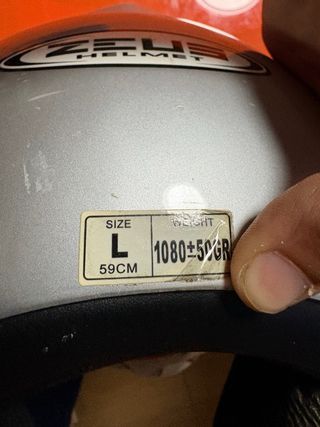 ZEUS
HELMET
SIZE
L
59CM
WEIGHT
1080±50GR